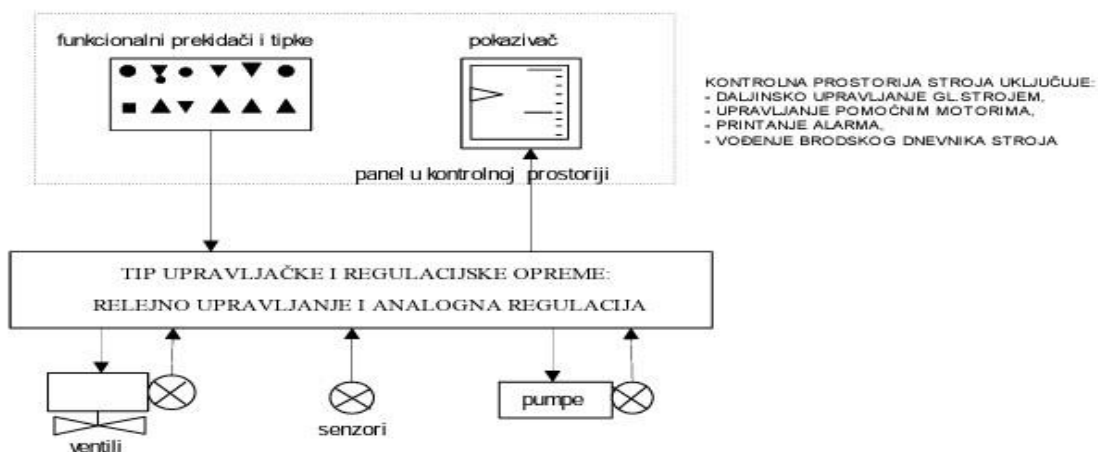 funkcionalni prekidači i tipke
pokazivač
KONTROLNA PROSTORIJA STROJA UKLJUČUJE:
- DALJINSKO UPRAVLJANJE GL.STROJEM,
- UPRAVLJANJE POMOĆNIM MOTORIMA,
- PRINTANJE ALARMA,
- VOĐENJE BRODSKOG DNEVNIKA STROJA
panel u kontrolnoj prostoriji
TIP UPRAVLJAČKE I REGULACIJSKE OPREME:
RELEJNO UPRAVLJANJE I ANALOGNA REGULACIJA
pumpe
senzori
ventili